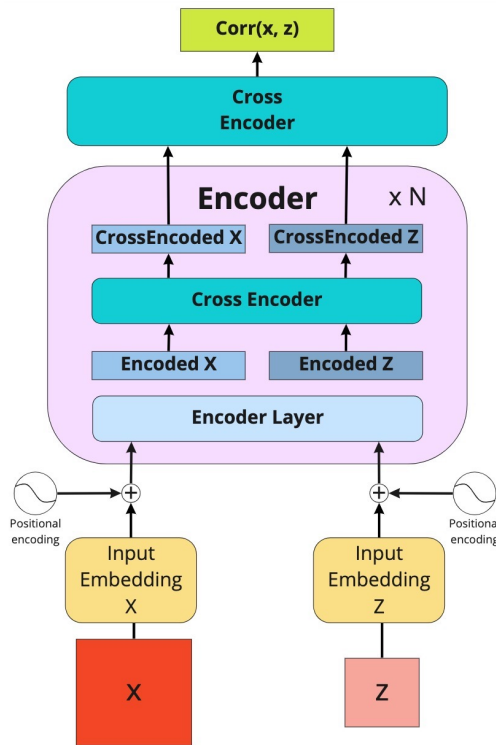 Corr(x, z)
Cross
Encoder
Encoder
x N
CrossEncoded X
CrossEncoded Z
Cross Encoder
Encoded X
Encoded Z
Encoder Layer
Positional
encoding
Positional
encoding
Input
Embedding
X
Input
Embedding
Z
X
Z